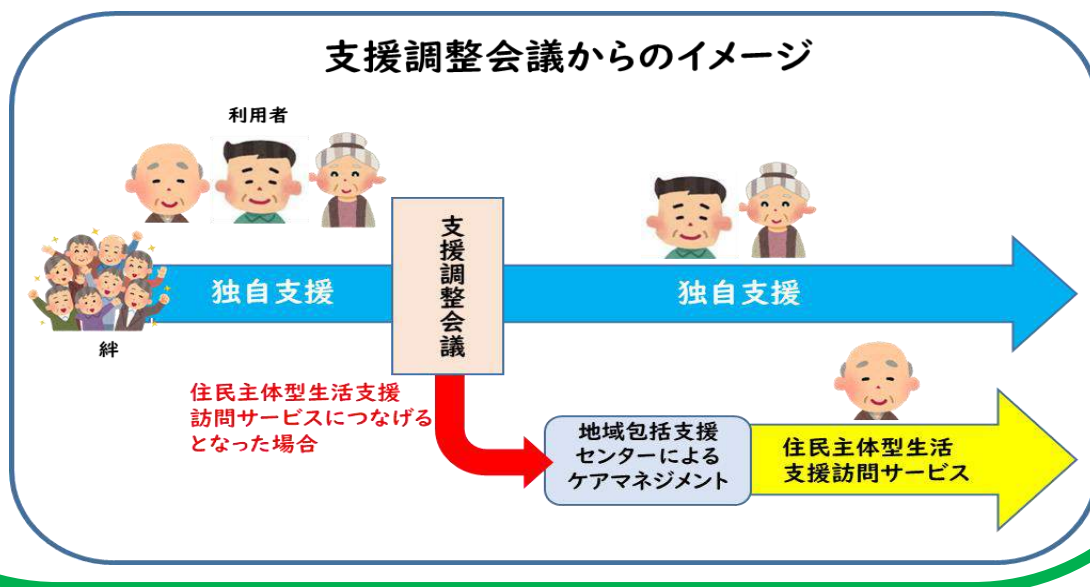 支援調整会議からのイメージ
利用者
支援調整会議
独自支援
独自支援
絆
住民主体型生活支援
訪問サービスにつなげる
となった場合
地域包括支援
センターによる
ケアマネジメント
住民主体型生活
支援訪問サービス